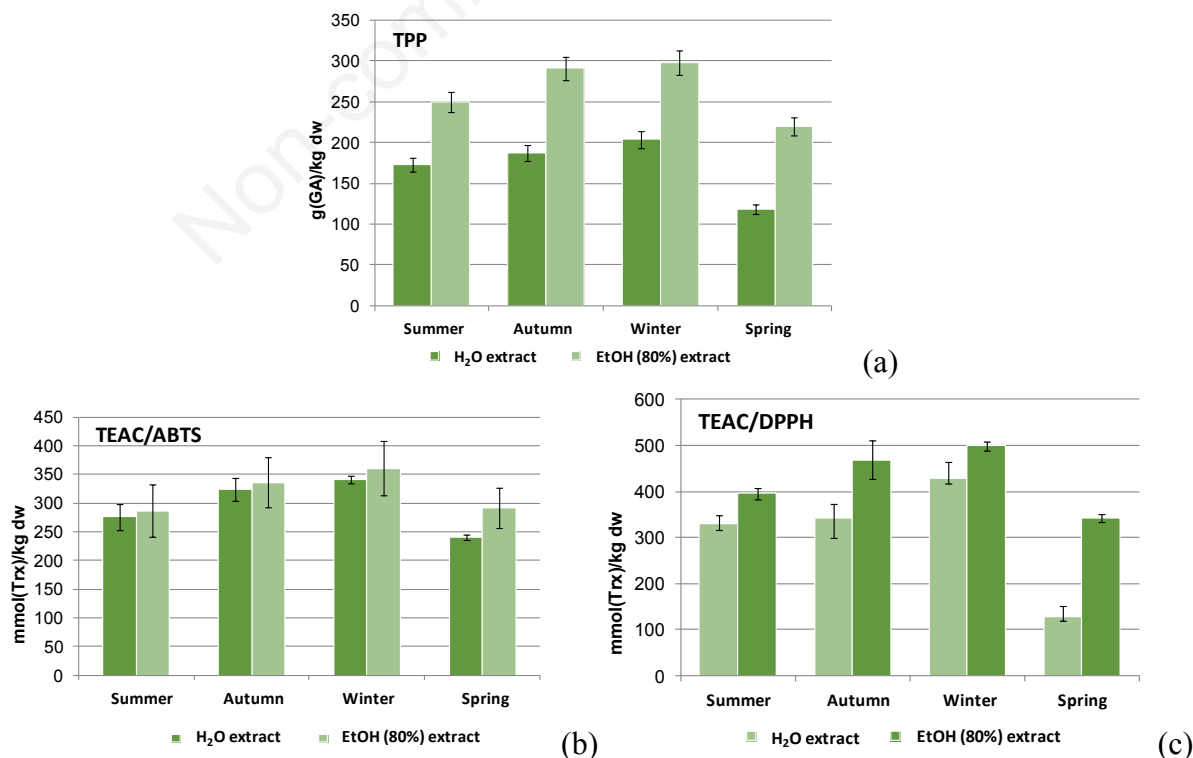 Non-com
TPP
g(GA)/kg dw
350
300
250
200
150
100
50
0
Summer Autumn Winter Spring
H₂O extract EtOH (80%) extract
(a)
TEAC/ABTS
mmol(Trx)/kg dw
450
400
350
300
250
200
150
100
50
0
Summer Autumn Winter Spring
H₂O extract EtOH (80%) extract
(b)
TEAC/DPPH
mmol(Trx)/kg dw
600
500
400
300
200
100
0
Summer Autumn Winter Spring
H₂O extract EtOH (80%) extract
(c)